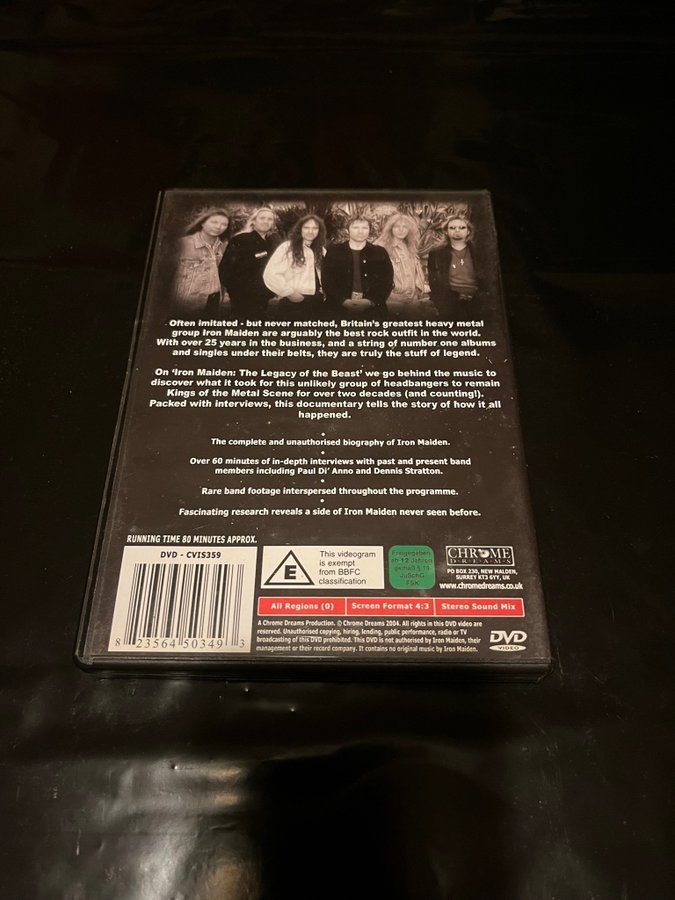 Often imitated - but never matched, Britain's greatest heavy metal
group Iron Maiden are arguably the best rock outfit in the world.
With over 25 years in the business, and a string of number one albums
and singles under their belts, they are truly the stuff of legend.
On 'Iron Maiden: The Legacy of the Beast' we go behind the music to
discover what it took for this unlikely group of headbangers to remain
Kings of the Metal Scene for over two decades (and counting!).
Packed with interviews, this documentary tells the story of how it all
happened.
The complete and unauthorised biography of Iron Maiden.
Over 60 minutes of in-depth interviews with past and present band
members including Paul Di' Anno and Dennis Stratton.
Rare band footage interspersed throughout the programme.
Fascinating research reveals a side of Iron Maiden never seen before.
RUNNING TIME 80 MINUTES APPROX.
DVD - CVIS359
8 23564 50349 3
E
This videogram
is exempt
from BBFC
classification
Freigegeben
ab 12 Jahren
gemäß § 14
JuSchG
FSK
CHROME
DREAMS
PO BOX 230, NEW MALDEN,
SURREY KT3 6YY, UK
www.chromedreams.co.uk
All Regions (0)
Screen Format 4:3
Stereo Sound Mix
A Chrome Dreams Production. © Chrome Dreams 2004. All rights in this DVD video are
reserved. Unauthorised copying, hiring, lending, public performance, radio or TV
broadcasting of this DVD prohibited. This DVD is not authorised by Iron Maiden, their
management or their record company. It contains no original music by Iron Maiden.
DVD
VIDEO